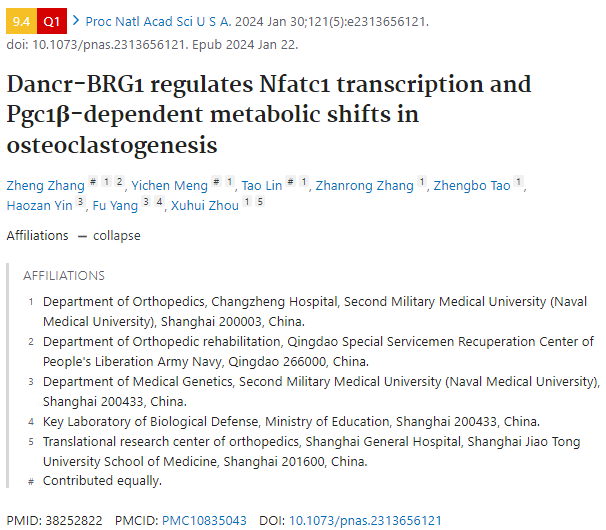 9.4 Q1 > Proc Natl Acad Sci U S A. 2024 Jan 30;121(5):e2313656121.
doi: 10.1073/pnas.2313656121. Epub 2024 Jan 22.
Dancr-BRG1 regulates Nfatc1 transcription and
Pgc1β-dependent metabolic shifts in
osteoclastogenesis
Zheng Zhang # 1 2, Yichen Meng # 1, Tao Lin # 1, Zhanrong Zhang 1, Zhengbo Tao 1,
Haozan Yin 3, Fu Yang 3 4, Xuhui Zhou 1 5
Affiliations — collapse
AFFILIATIONS
1 Department of Orthopedics, Changzheng Hospital, Second Military Medical University (Naval
Medical University), Shanghai 200003, China.
2 Department of Orthopedic rehabilitation, Qingdao Special Servicemen Recuperation Center of
People's Liberation Army Navy, Qingdao 266000, China.
3 Department of Medical Genetics, Second Military Medical University (Naval Medical University),
Shanghai 200433, China.
4 Key Laboratory of Biological Defense, Ministry of Education, Shanghai 200433, China.
5 Translational research center of orthopedics, Shanghai General Hospital, Shanghai Jiao Tong
University School of Medicine, Shanghai 201600, China.
# Contributed equally.
PMID: 38252822 PMCID: PMC10835043 DOI: 10.1073/pnas.2313656121